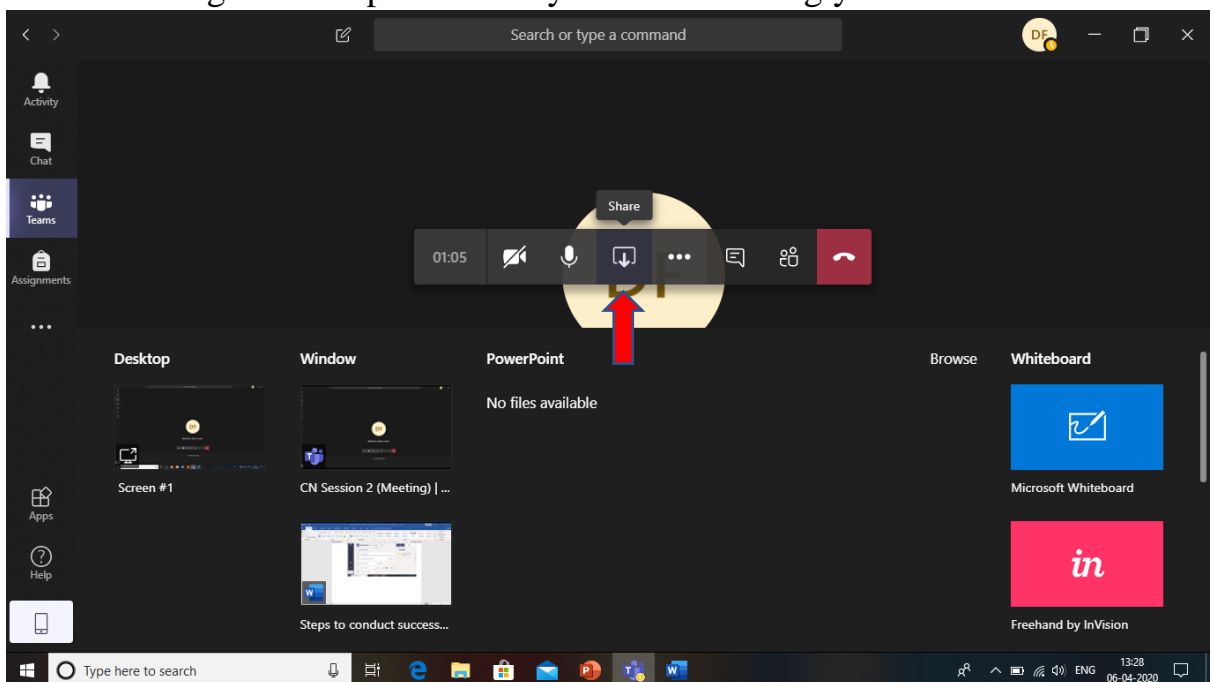 Search or type a command
DF
Activity
Chat
Teams
Assignments
Apps
Help
Share
01:05
DF
Desktop
Window
PowerPoint
Browse
Whiteboard
No files available
Screen #1
CN Session 2 (Meeting) | ...
Microsoft Whiteboard
in
Steps to conduct success...
Freehand by InVision
Type here to search
ENG
13:28
06-04-2020